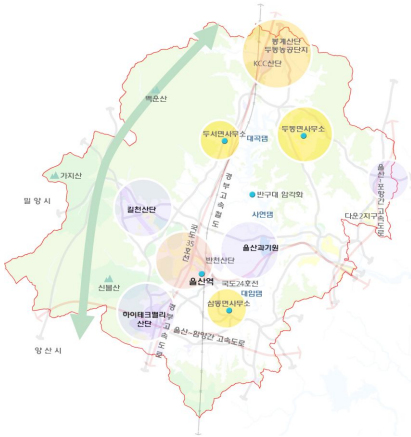 봉계산단
두동농공단지
KCC산단
백운산
두서면사무소
두동면사무소
대곡댐
가지산
밀양시
경부고속철도
반구대 암각화
울산-포항간 고속도로
길천산단
사연댐
다운2지구
국도35호선
울산과기원
반천산단
울산역
국도24호선
신불산
대암댐
삼동면사무소
하이테크밸리
산단
경부고속도로
울산-함양간 고속도로
양산시